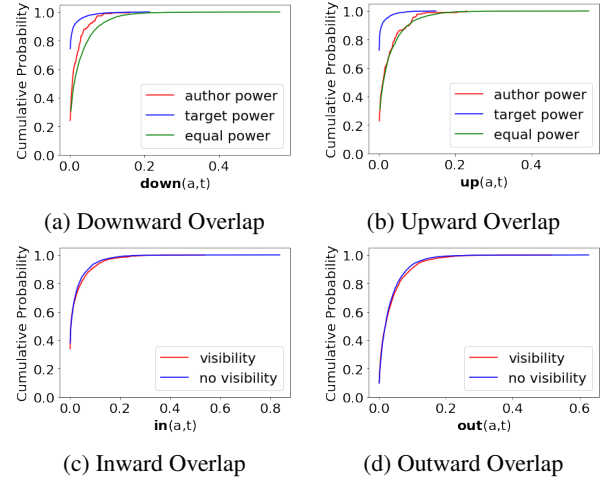 Cumulative Probability
1.0
0.8
0.6
0.4
0.2
0.0
author power
target power
equal power
0.0 0.2 0.4
down(a,t)
(a) Downward Overlap
Cumulative Probability
1.0
0.8
0.6
0.4
0.2
0.0
author power
target power
equal power
0.0 0.2 0.4
up(a,t)
(b) Upward Overlap
Cumulative Probability
1.0
0.8
0.6
0.4
0.2
0.0
visibility
no visibility
0.0 0.2 0.4 0.6 0.8
in(a,t)
(c) Inward Overlap
Cumulative Probability
1.0
0.8
0.6
0.4
0.2
0.0
visibility
no visibility
0.0 0.2 0.4 0.6
out(a,t)
(d) Outward Overlap